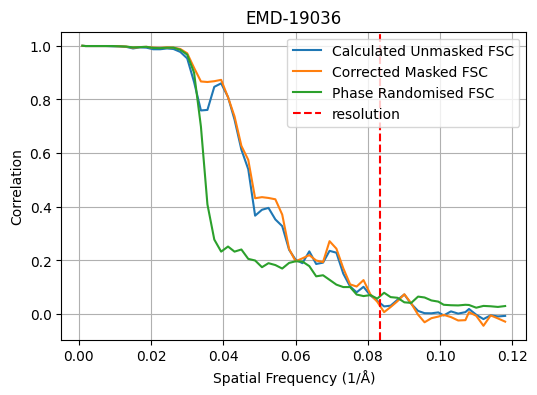 EMD-19036
Calculated Unmasked FSC
Corrected Masked FSC
Phase Randomised FSC
resolution
Correlation
1.0
0.8
0.6
0.4
0.2
0.0
0.00 0.02 0.04 0.06 0.08 0.10 0.12
Spatial Frequency (1/Å)